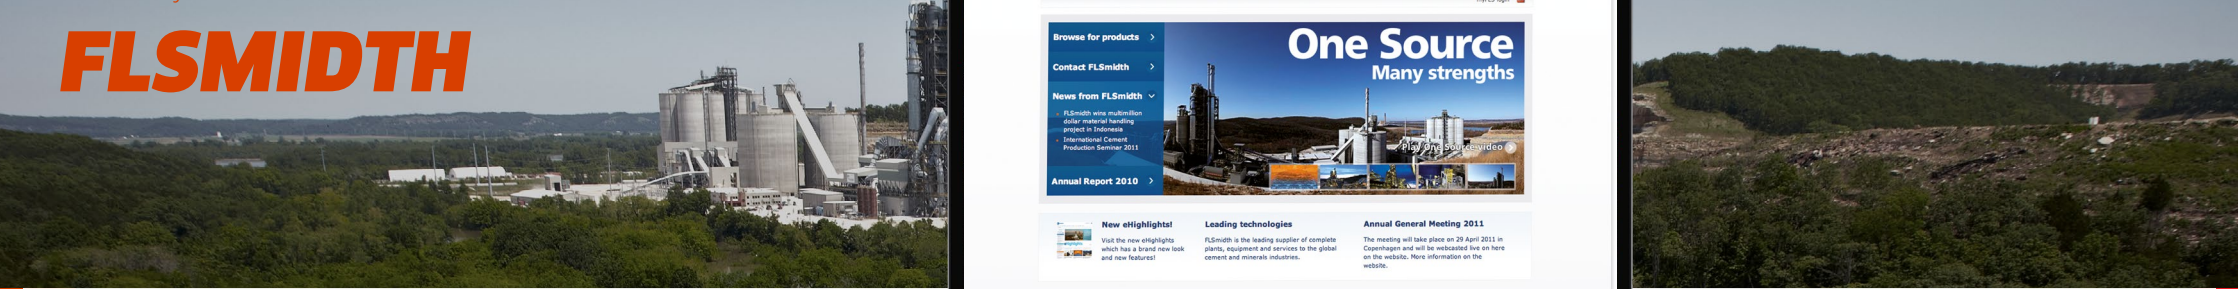 FLSMIDTH
Browse for products
Contact FLSmidth
News from FLSmidth
FLSmidth wins multimillion
dollar material handling
project in Indonesia
International Cement
Production Seminar 2011
Annual Report 2010
One Source
Many strengths
Play One Source video
New eHighlights!
Visit the new eHighlights
which has a brand new look
and new features!
Leading technologies
FLSmidth is the leading supplier of complete
plants, equipment and services to the global
cement and minerals industries.
Annual General Meeting 2011
The meeting will take place on 29 April 2011 in
Copenhagen and will be webcasted live on here
on the website. More information on the
website.